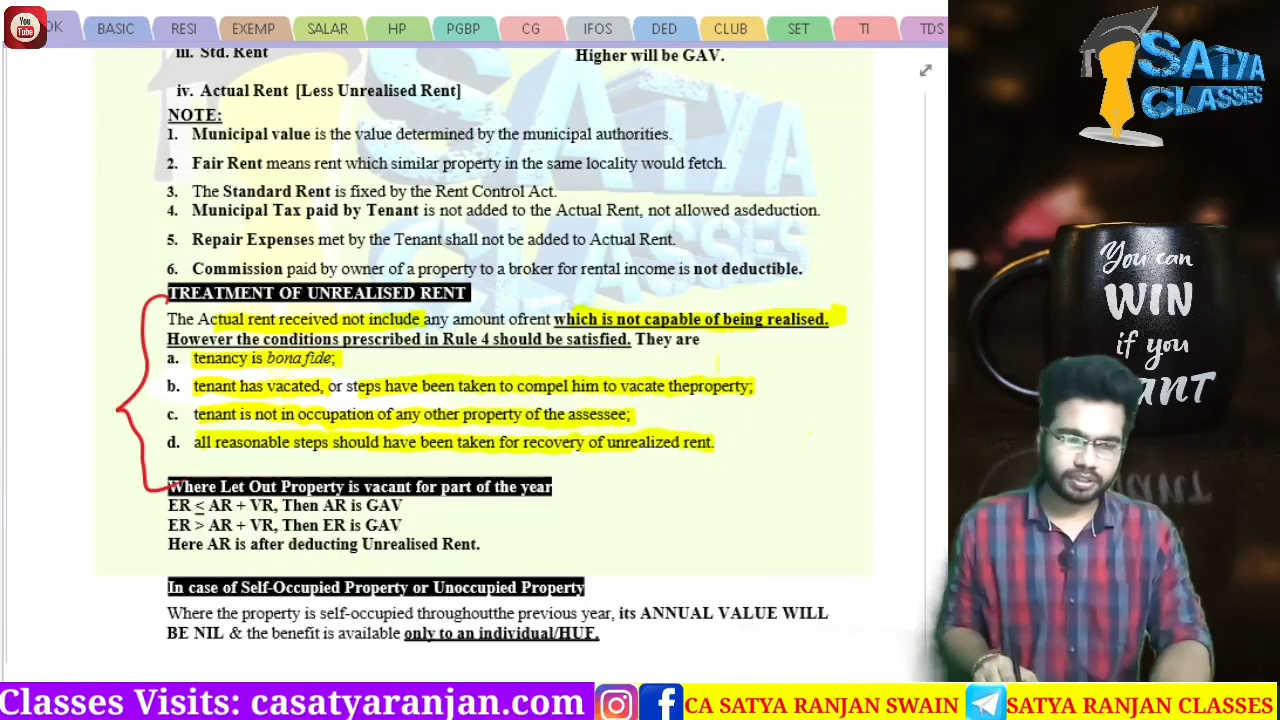 You
Tube
OK BASIC RESI EXEMP SALAR HP PGBP CG IFOS DED CLUB SET TI TDS
iii. Std. Rent
Higher will be GAV.
iv. Actual Rent [Less Unrealised Rent]
NOTE:
1. Municipal value is the value determined by the municipal authorities.
2. Fair Rent means rent which similar property in the same locality would fetch.
3. The Standard Rent is fixed by the Rent Control Act.
4. Municipal Tax paid by Tenant is not added to the Actual Rent, not allowed asdeduction.
5. Repair Expenses met by the Tenant shall not be added to Actual Rent.
6. Commission paid by owner of a property to a broker for rental income is not deductible.
TREATMENT OF UNREALISED RENT
The Actual rent received not include any amount ofrent which is not capable of being realised.
However the conditions prescribed in Rule 4 should be satisfied. They are
a. tenancy is bona fide;
b. tenant has vacated, or steps have been taken to compel him to vacate theproperty;
c. tenant is not in occupation of any other property of the assessee;
d. all reasonable steps should have been taken for recovery of unrealized rent.
Where Let Out Property is vacant for part of the year
ER ≤ AR + VR, Then AR is GAV
ER > AR + VR, Then ER is GAV
Here AR is after deducting Unrealised Rent.
In case of Self-Occupied Property or Unoccupied Property
Where the property is self-occupied throughoutthe previous year, its ANNUAL VALUE WILL
BE NIL & the benefit is available only to an individual/HUF.
SATYA
CLASSES
SATYA
CLASSES
You can
WIN
if you
Classes Visits: casatyaranjan.com
CA SATYA RANJAN SWAIN
SATYA RANJAN CLASSES